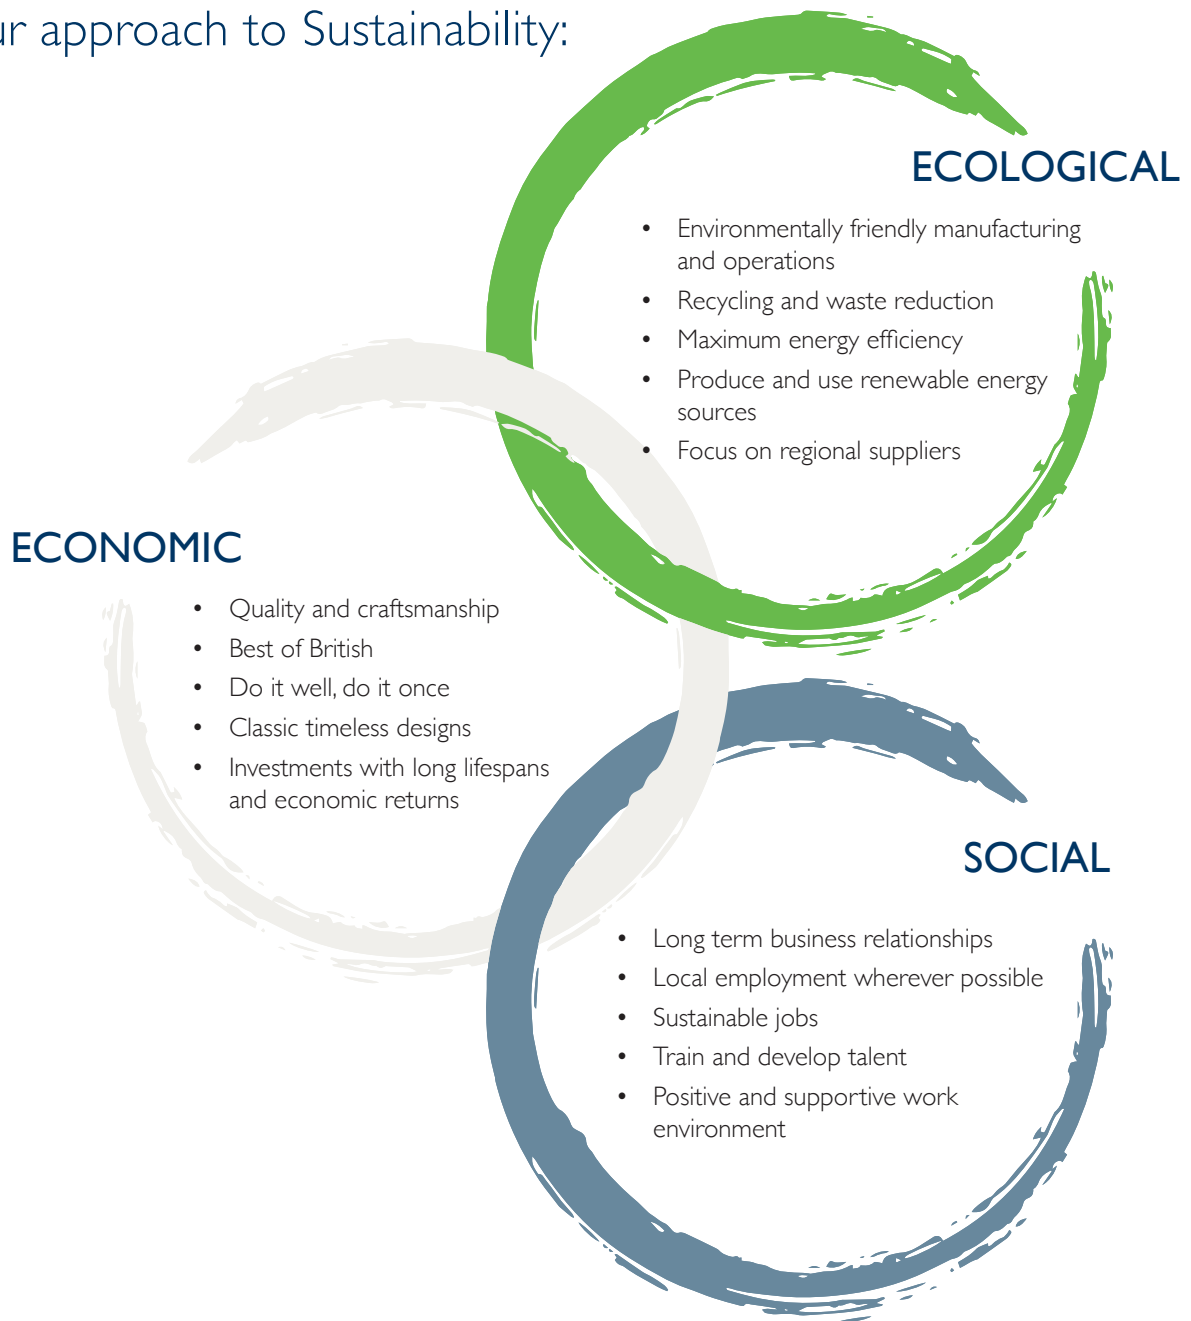 ur approach to Sustainability:
ECOLOGICAL
• Environmentally friendly manufacturing
and operations
• Recycling and waste reduction
• Maximum energy efficiency
• Produce and use renewable energy
sources
• Focus on regional suppliers
ECONOMIC
• Quality and craftsmanship
• Best of British
• Do it well, do it once
• Classic timeless designs
• Investments with long lifespans
and economic returns
SOCIAL
• Long term business relationships
• Local employment wherever possible
• Sustainable jobs
• Train and develop talent
• Positive and supportive work
environment